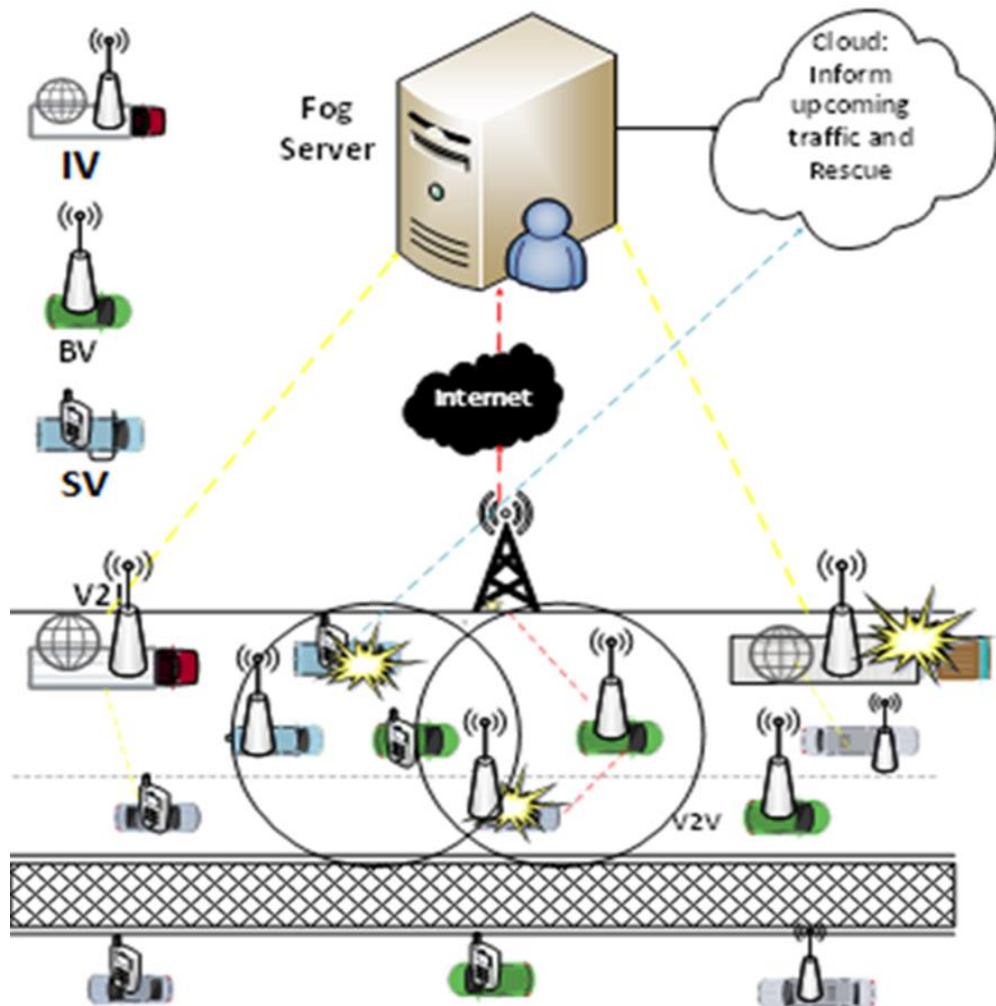 IV
BV
SV
Fog
Server
Cloud:
Inform
upcoming
traffic and
Rescue
Internet
V2I
V2V